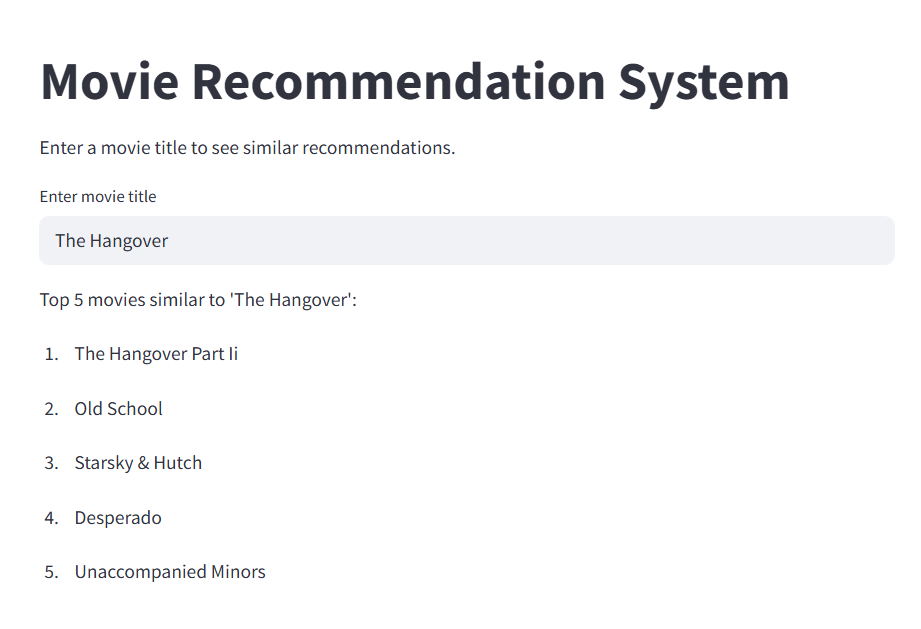 Movie Recommendation System
Enter a movie title to see similar recommendations.
Enter movie title
The Hangover
Top 5 movies similar to 'The Hangover':
1. The Hangover Part Ii
2. Old School
3. Starsky & Hutch
4. Desperado
5. Unaccompanied Minors